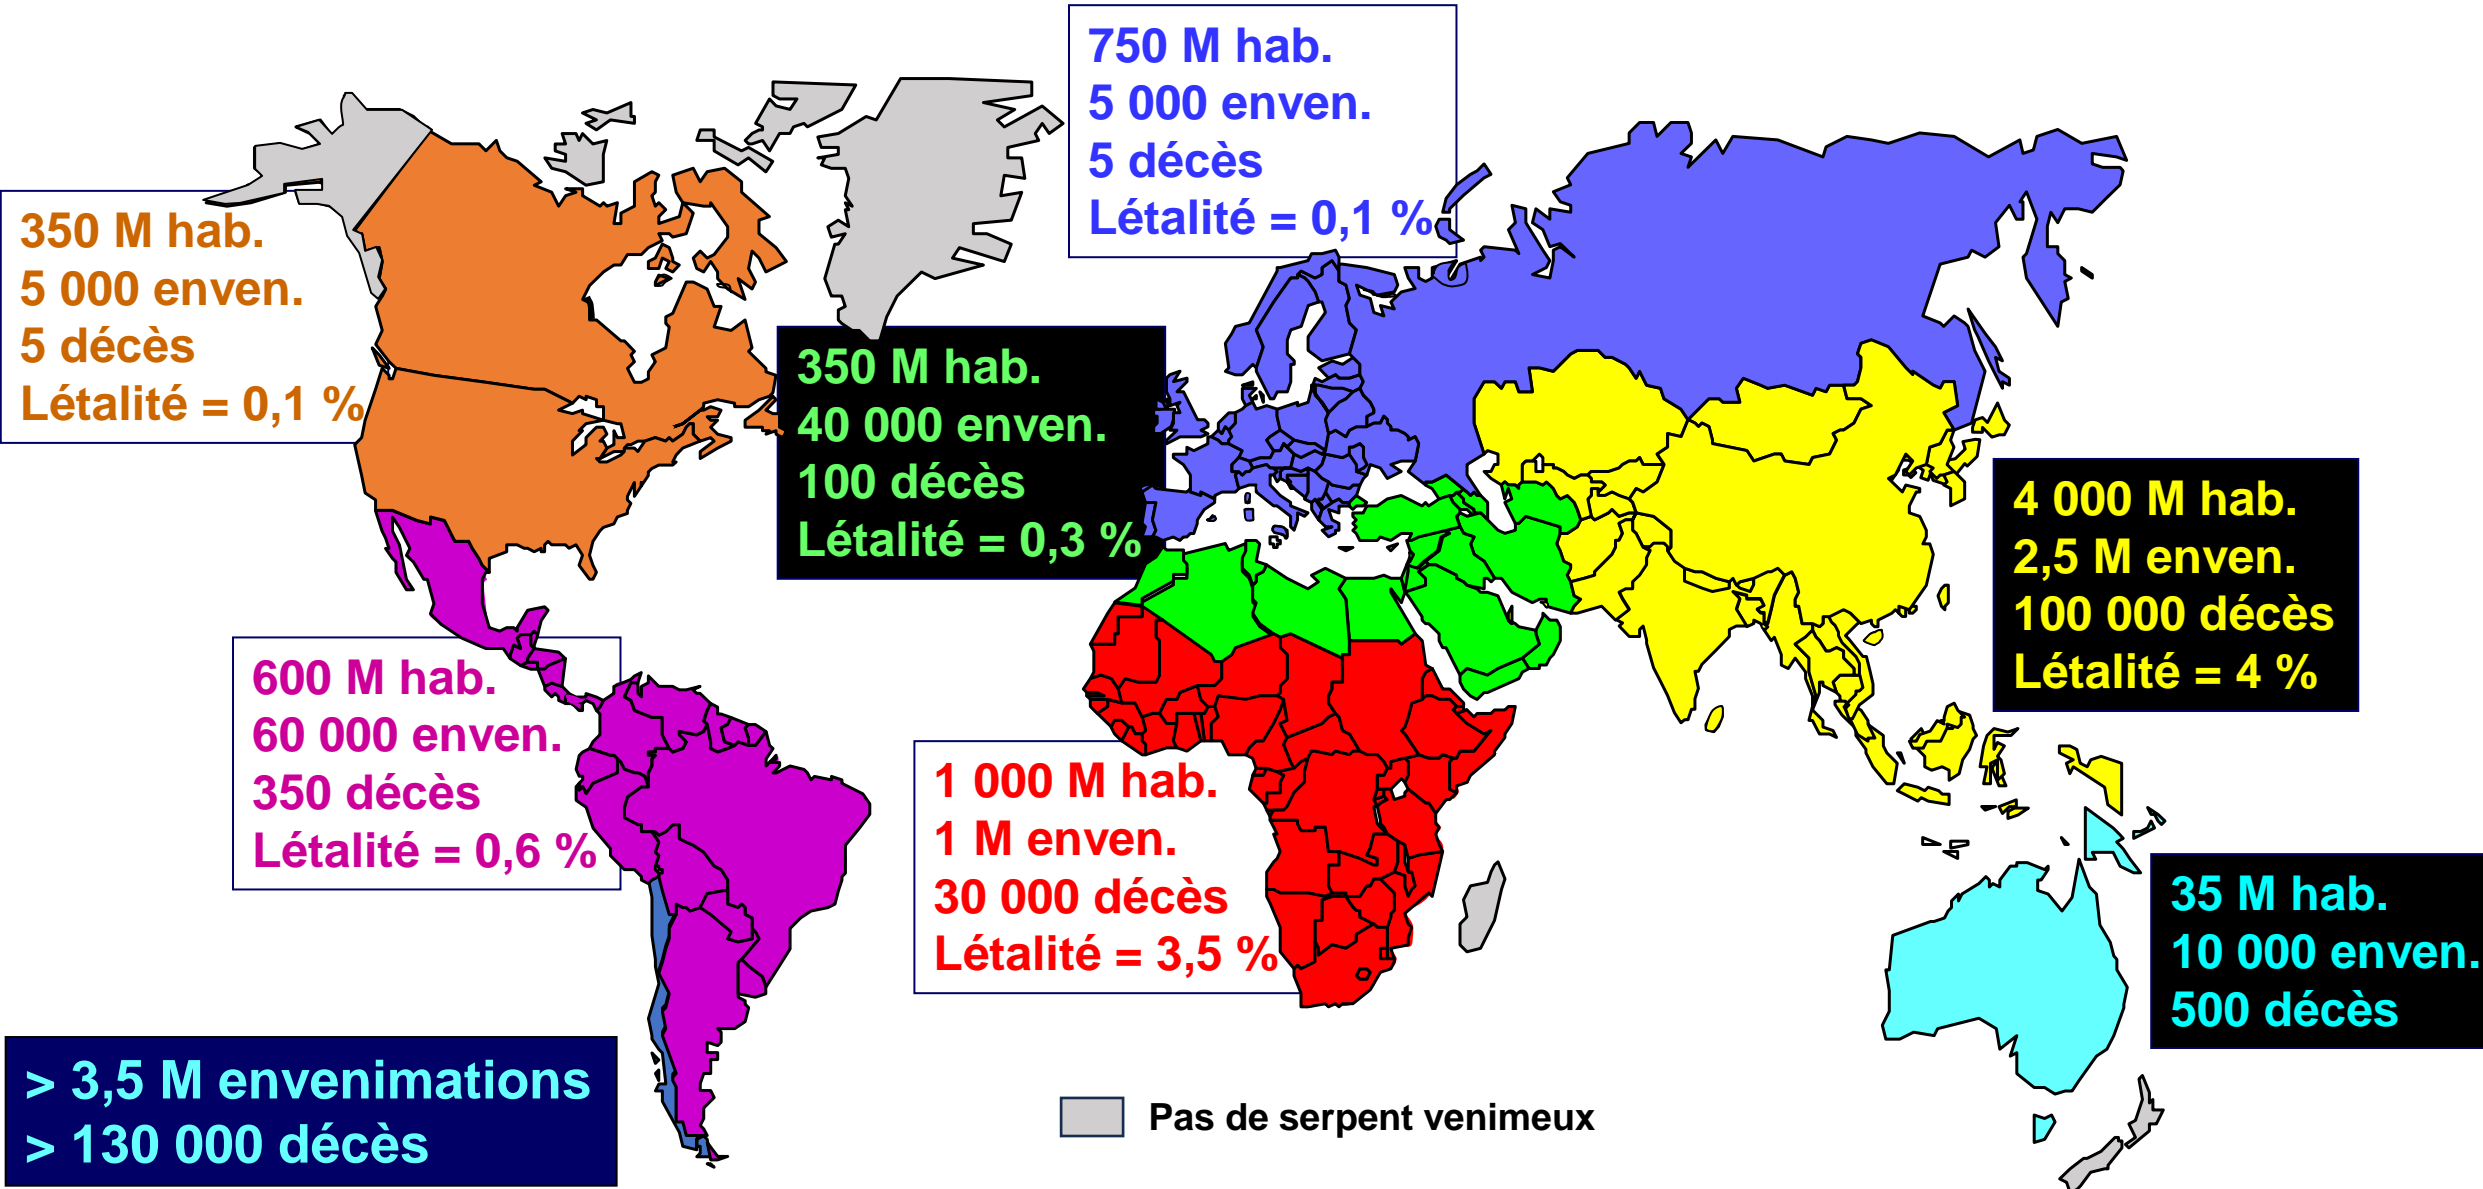 750 M hab.
5 000 enven.
5 décès
Létalité = 0,1 %
350 M hab.
5 000 enven.
5 décès
Létalité = 0,1 %
350 M hab.
40 000 enven.
100 décès
Létalité = 0,3 %
4 000 M hab.
2,5 M enven.
100 000 décès
Létalité = 4 %
600 M hab.
60 000 enven.
350 décès
Létalité = 0,6 %
1 000 M hab.
1 M enven.
30 000 décès
Létalité = 3,5 %
35 M hab.
10 000 enven.
500 décès
> 3,5 M envenimations
> 130 000 décès
Pas de serpent venimeux